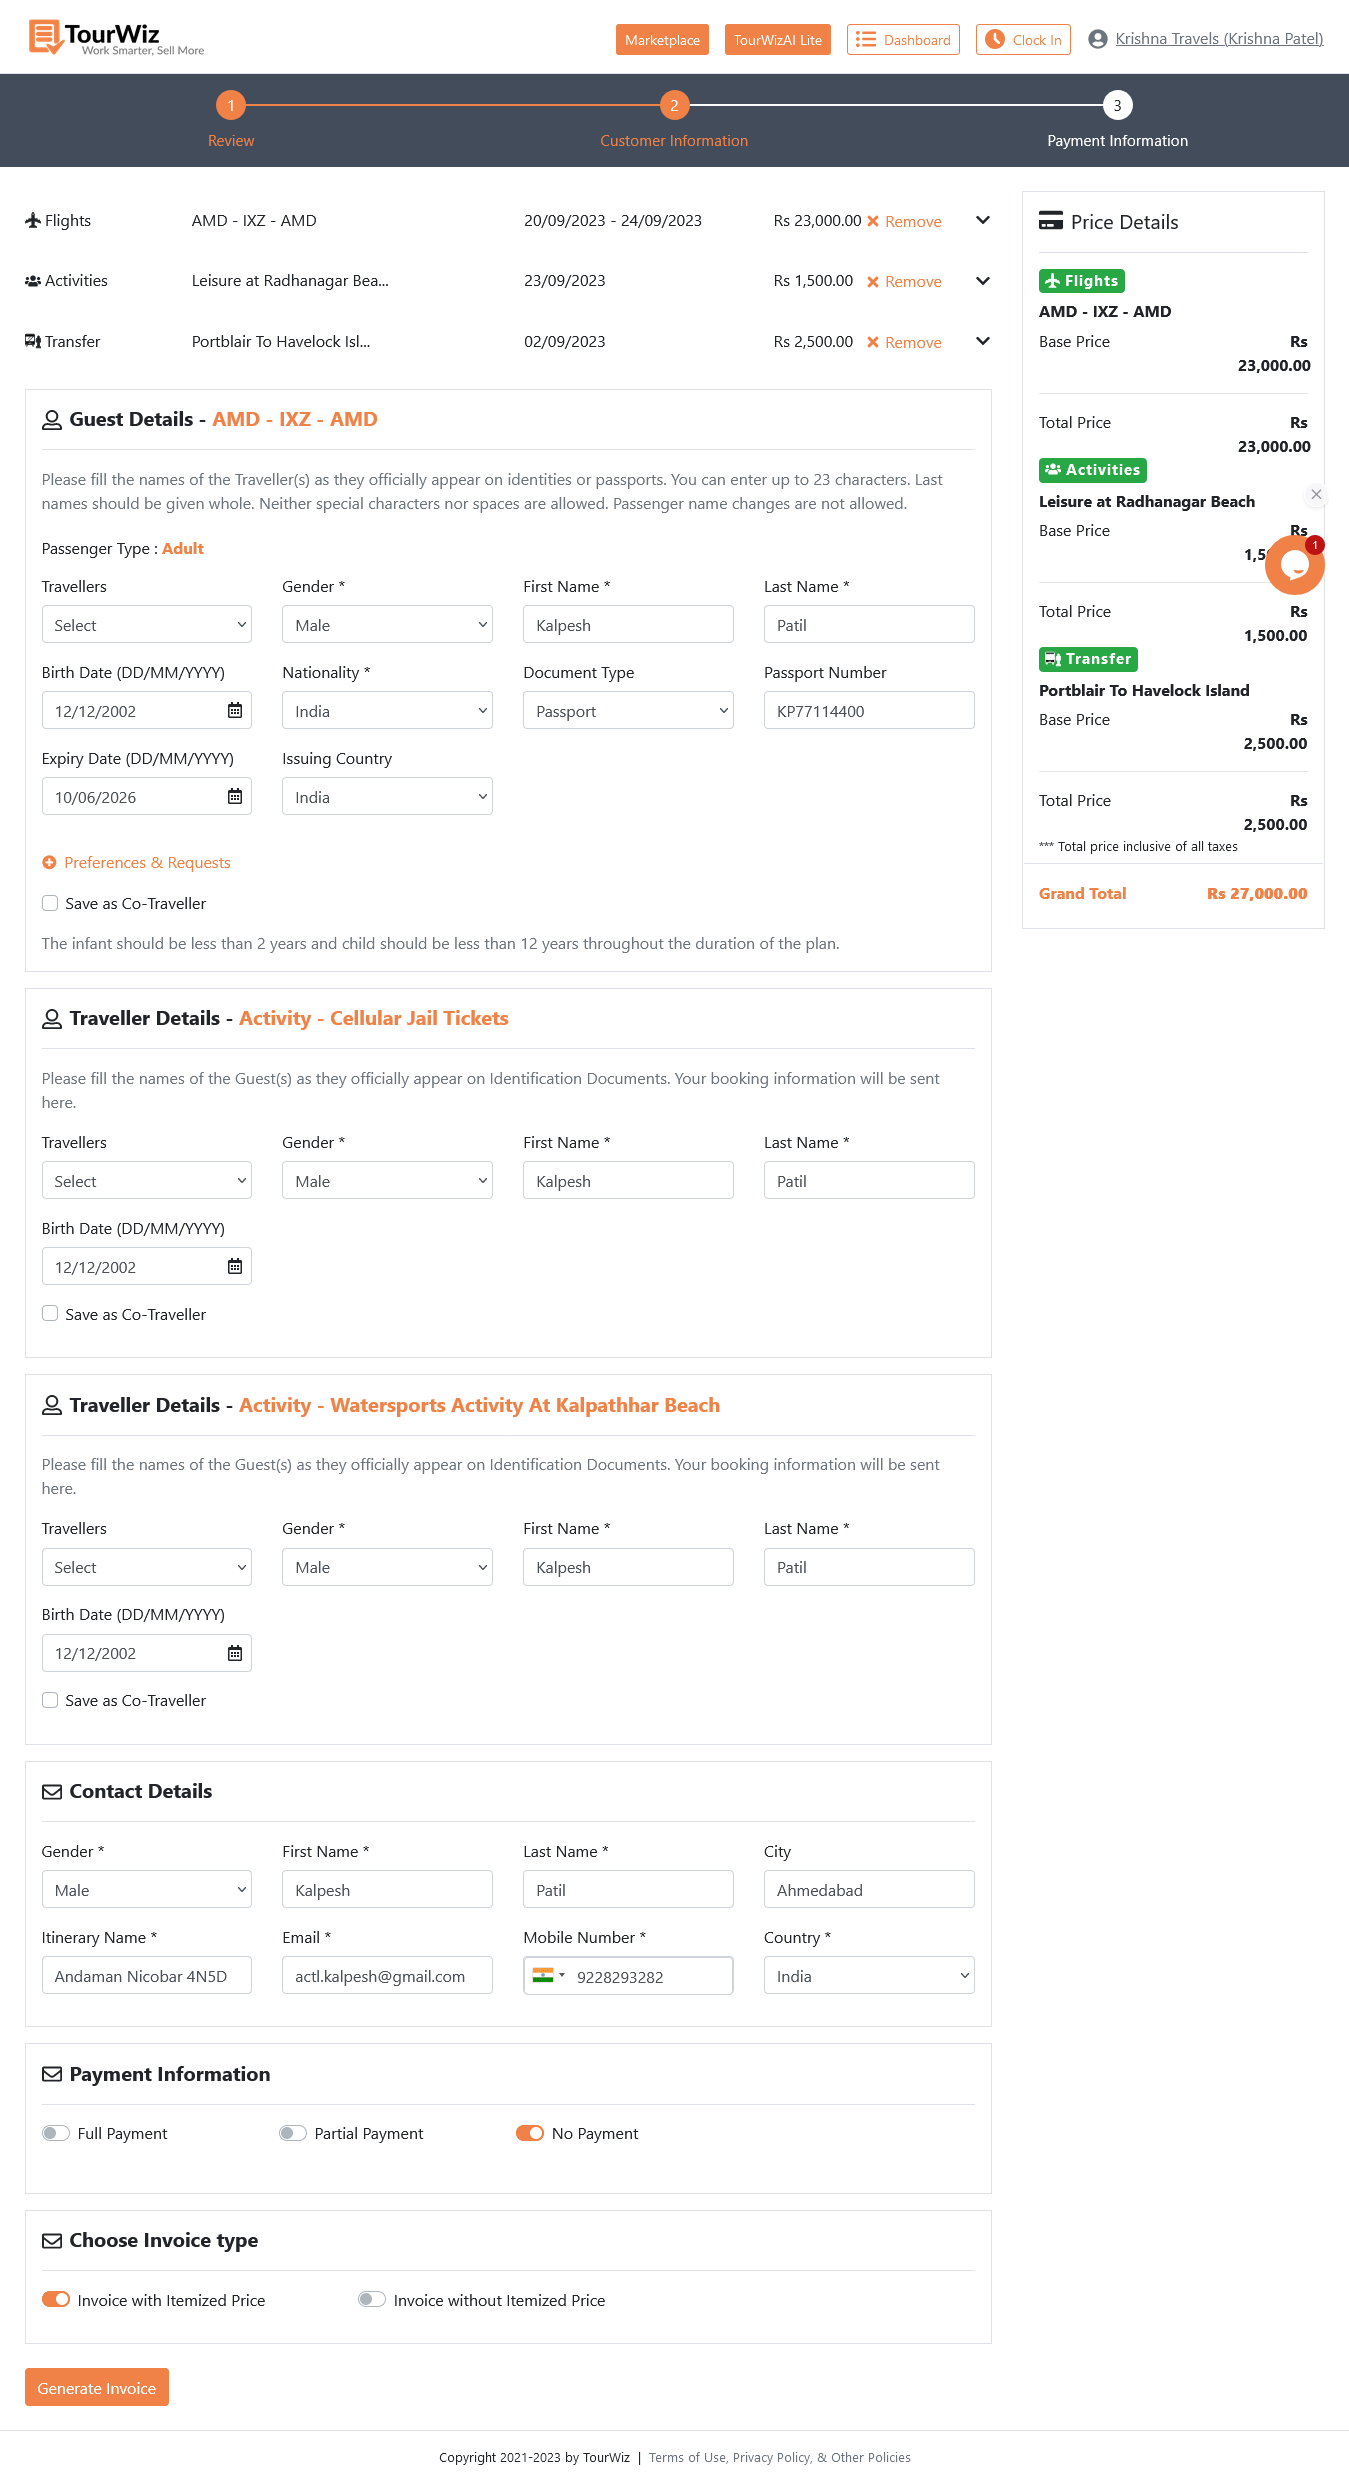 TourWiz
Work Smarter, Sell More
Marketplace
TourWizAI Lite
Dashboard
Clock In
Krishna Travels (Krishna Patel)
1
2
3
Review
Customer Information
Payment Information
Flights AMD - IXZ - AMD 20/09/2023 - 24/09/2023 Rs 23,000.00 Remove
Activities Leisure at Radhanagar Bea... 23/09/2023 Rs 1,500.00 Remove
Transfer Portblair To Havelock Isl... 02/09/2023 Rs 2,500.00 Remove
Guest Details - AMD - IXZ - AMD
Please fill the names of the Traveller(s) as they officially appear on identities or passports. You can enter up to 23 characters. Last
names should be given whole. Neither special characters nor spaces are allowed. Passenger name changes are not allowed.
Passenger Type : Adult
Travellers Gender * First Name * Last Name *
Select Male Kalpesh Patil
Birth Date (DD/MM/YYYY) Nationality * Document Type Passport Number
12/12/2002 India Passport KP77114400
Expiry Date (DD/MM/YYYY) Issuing Country
10/06/2026 India
Preferences & Requests
Save as Co-Traveller
The infant should be less than 2 years and child should be less than 12 years throughout the duration of the plan.
Traveller Details - Activity - Cellular Jail Tickets
Please fill the names of the Guest(s) as they officially appear on Identification Documents. Your booking information will be sent
here.
Travellers Gender * First Name * Last Name *
Select Male Kalpesh Patil
Birth Date (DD/MM/YYYY)
12/12/2002
Save as Co-Traveller
Traveller Details - Activity - Watersports Activity At Kalpathhar Beach
Please fill the names of the Guest(s) as they officially appear on Identification Documents. Your booking information will be sent
here.
Travellers Gender * First Name * Last Name *
Select Male Kalpesh Patil
Birth Date (DD/MM/YYYY)
12/12/2002
Save as Co-Traveller
Contact Details
Gender * First Name * Last Name * City
Male Kalpesh Patil Ahmedabad
Itinerary Name * Email * Mobile Number * Country *
Andaman Nicobar 4N5D actl.kalpesh@gmail.com 9228293282 India
Payment Information
Full Payment Partial Payment No Payment
Choose Invoice type
Invoice with Itemized Price Invoice without Itemized Price
Generate Invoice
Price Details
Flights
AMD - IXZ - AMD
Base Price Rs
23,000.00
Total Price Rs
23,000.00
Activities
Leisure at Radhanagar Beach
Base Price Rs
1
Total Price Rs
1,500.00
Transfer
Portblair To Havelock Island
Base Price Rs
2,500.00
Total Price Rs
2,500.00
*** Total price inclusive of all taxes
Grand Total Rs 27,000.00
Copyright 2021-2023 by TourWiz | Terms of Use, Privacy Policy, & Other Policies